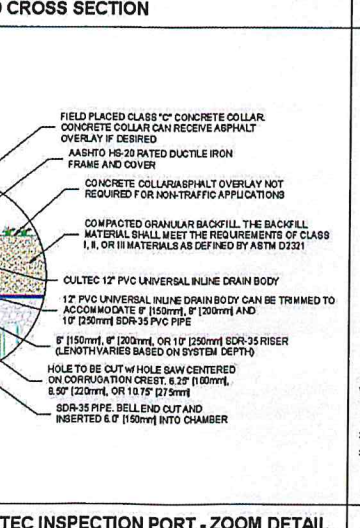 CROSS SECTION
FIELD PLACED CLASS "C" CONCRETE COLLAR.
CONCRETE COLLAR CAN RECEIVE ASPHALT
OVERLAY IF DESIRED
AASHTO HS-20 RATED DUCTILE IRON
FRAME AND COVER
CONCRETE COLLAR/ASPHALT OVERLAY NOT
REQUIRED FOR NON-TRAFFIC APPLICATIONS
COMPACTED GRANULAR BACKFILL. THE BACKFILL
MATERIAL SHALL MEET THE REQUIREMENTS OF CLASS
I, II, OR III MATERIALS AS DEFINED BY ASTM D2321
CULTEC 12" PVC UNIVERSAL INLINE DRAIN BODY
12" PVC UNIVERSAL INLINE DRAIN BODY CAN BE TRIMMED TO
ACCOMMODATE 6" [150mm], 8" [200mm] AND
10" [250mm] SDR-35 PVC PIPE
6" [150mm], 8" [200mm], OR 10" [250mm] SDR-35 RISER
(LENGTH VARIES BASED ON SYSTEM DEPTH)
HOLE TO BE CUT w/ HOLE SAW CENTERED
ON CORRUGATION CREST. 6.25" [160mm],
8.50" [220mm], OR 10.75" [275mm]
SDR-35 PIPE. BELL END CUT AND
INSERTED 6.0" [150mm] INTO CHAMBER
TEC INSPECTION PORT - ZOOM DETAIL